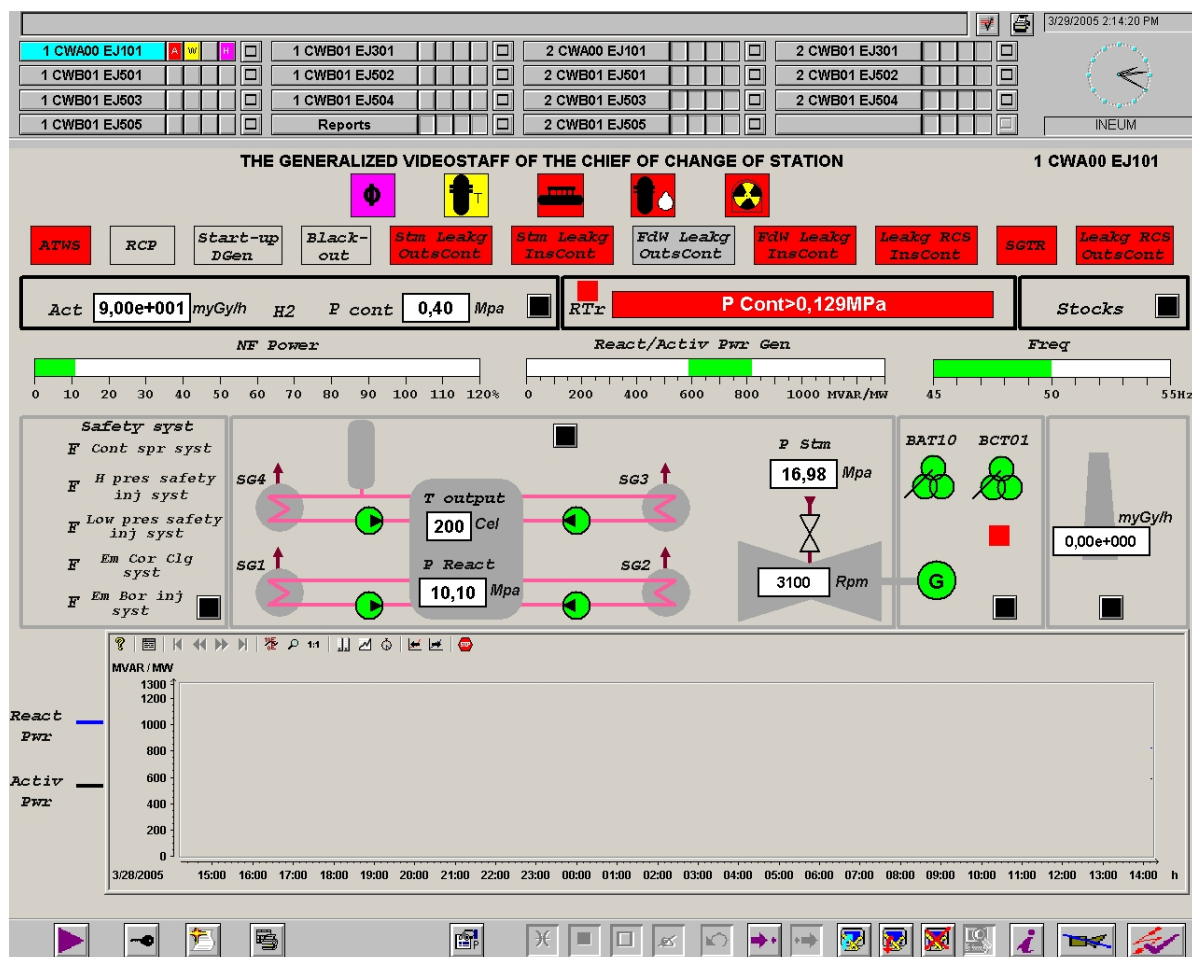 3/29/2005 2:14:20 PM
1 CWA00 EJ101 A W H 1 CWB01 EJ301 2 CWA00 EJ101 2 CWB01 EJ301
1 CWB01 EJ501 1 CWB01 EJ502 2 CWB01 EJ501 2 CWB01 EJ502
1 CWB01 EJ503 1 CWB01 EJ504 2 CWB01 EJ503 2 CWB01 EJ504
1 CWB01 EJ505 Reports 2 CWB01 EJ505 INEUM
THE GENERALIZED VIDEOSTAFF OF THE CHIEF OF CHANGE OF STATION 1 CWA00 EJ101
Φ T
ATWS RCP Start-up Black- Stm Leakg Stm Leakg FdW Leakg FdW Leakg Leakg RCS SGTR Leakg RCS
DGen out OutsCont InsCont OutsCont InsCont InsCont OutsCont
Act 9,00e+001 myGy/h H2 P cont 0,40 Mpa RTr P Cont>0,129MPa Stocks
NF Power React/Activ Pwr Gen Freq
0 10 20 30 40 50 60 70 80 90 100 110 120% 0 200 400 600 800 1000 MVAR/MW 45 50 55Hz
Safety syst
F Cont spr syst
F H pres safety
inj syst
F Low pres safety
inj syst
F Em Cor Clg
syst
F Em Bor inj
syst
SG4 SG3
T output
200 Cel
SG1 SG2
P React
10,10 Mpa
P Stm
16,98 Mpa
3100 Rpm
BAT10 BCT01
G
myGy/h
0,00e+000
? 1:1
MVAR / MW
1300
1200
1000
800
600
400
200
0
React
Pwr
Activ
Pwr
3/28/2005 15:00 16:00 17:00 18:00 19:00 20:00 21:00 22:00 23:00 00:00 01:00 02:00 03:00 04:00 05:00 06:00 07:00 08:00 09:00 10:00 11:00 12:00 13:00 14:00 h
P i